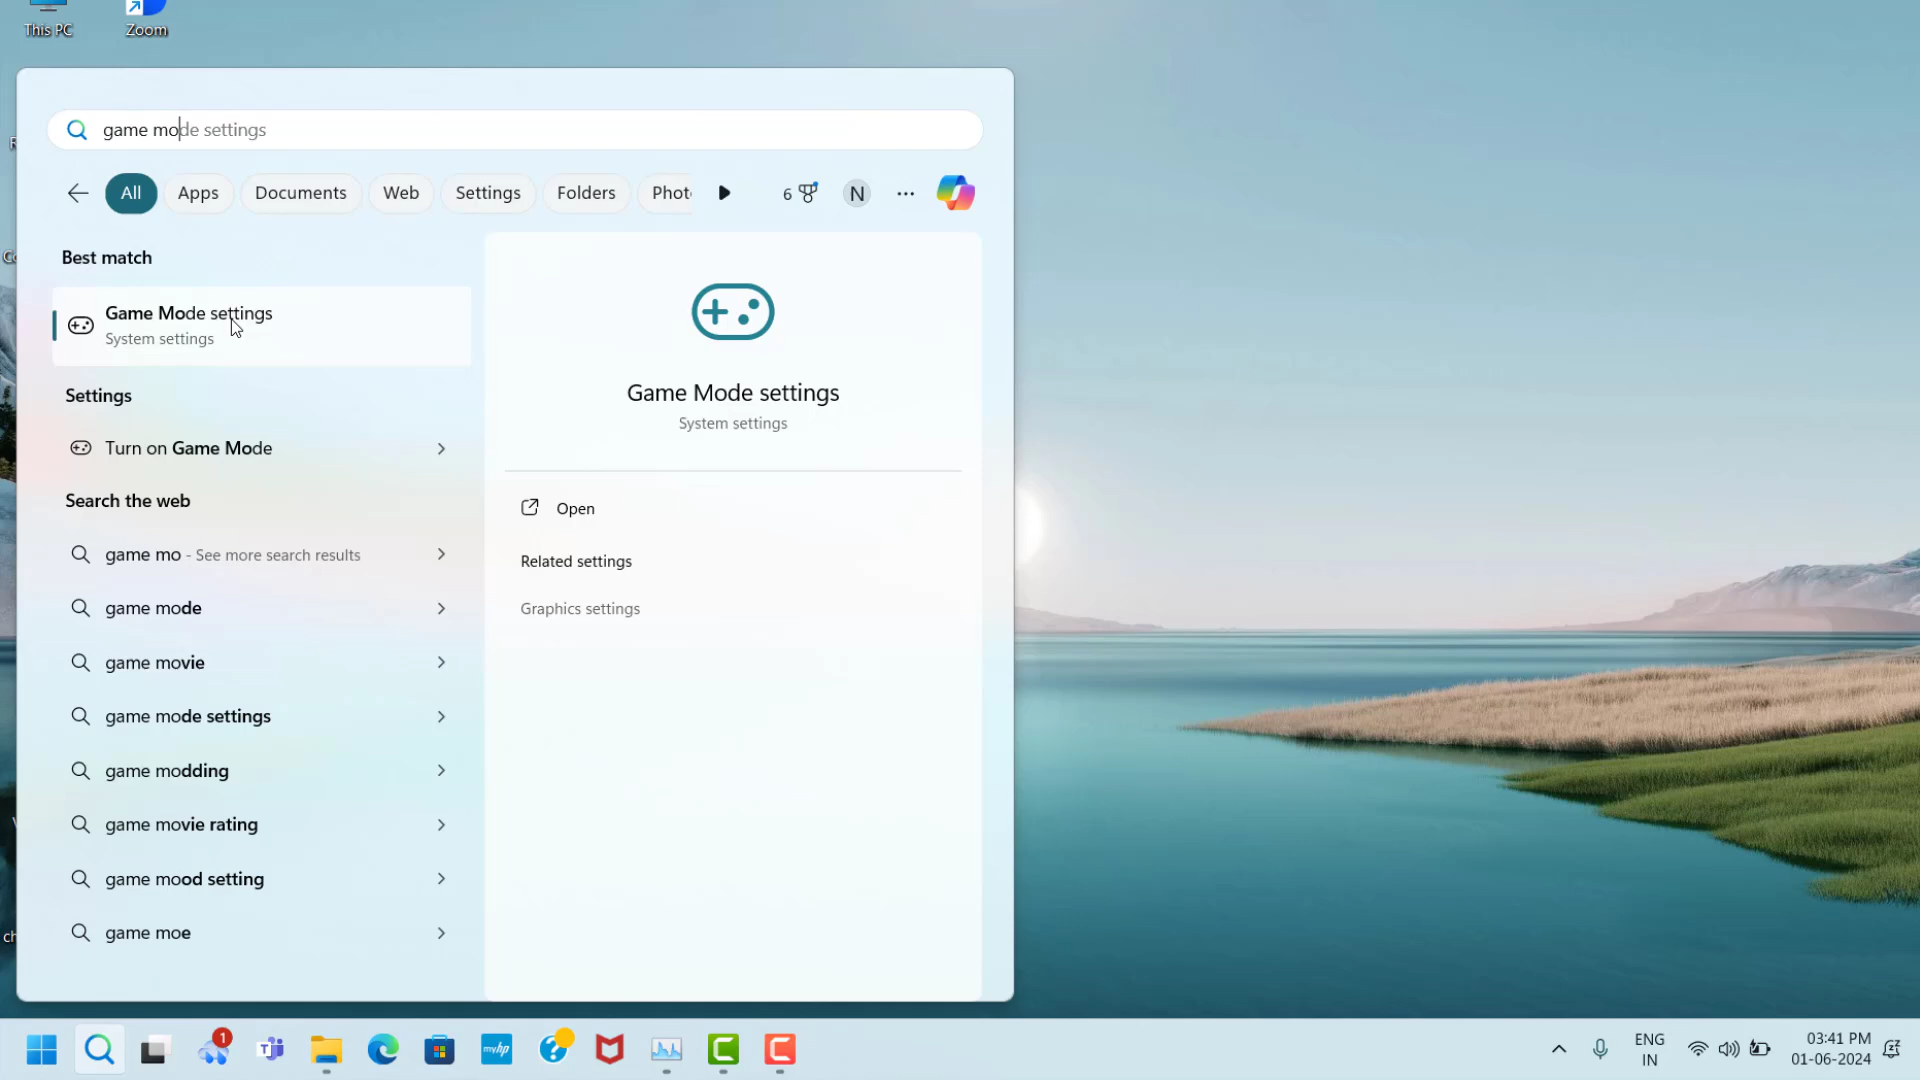 This PC
Zoom
game mode settings
All
Apps
Documents
Web
Settings
Folders
6
N
Best match
Game Mode settings
System settings
Settings
Turn on Game Mode
Search the web
game mo - See more search results
game mode
game movie
game mode settings
game modding
game movie rating
game mood setting
game moe
Game Mode settings
System settings
Open
Related settings
Graphics settings
1
myhp
ENG
IN
03:41 PM
01-06-2024